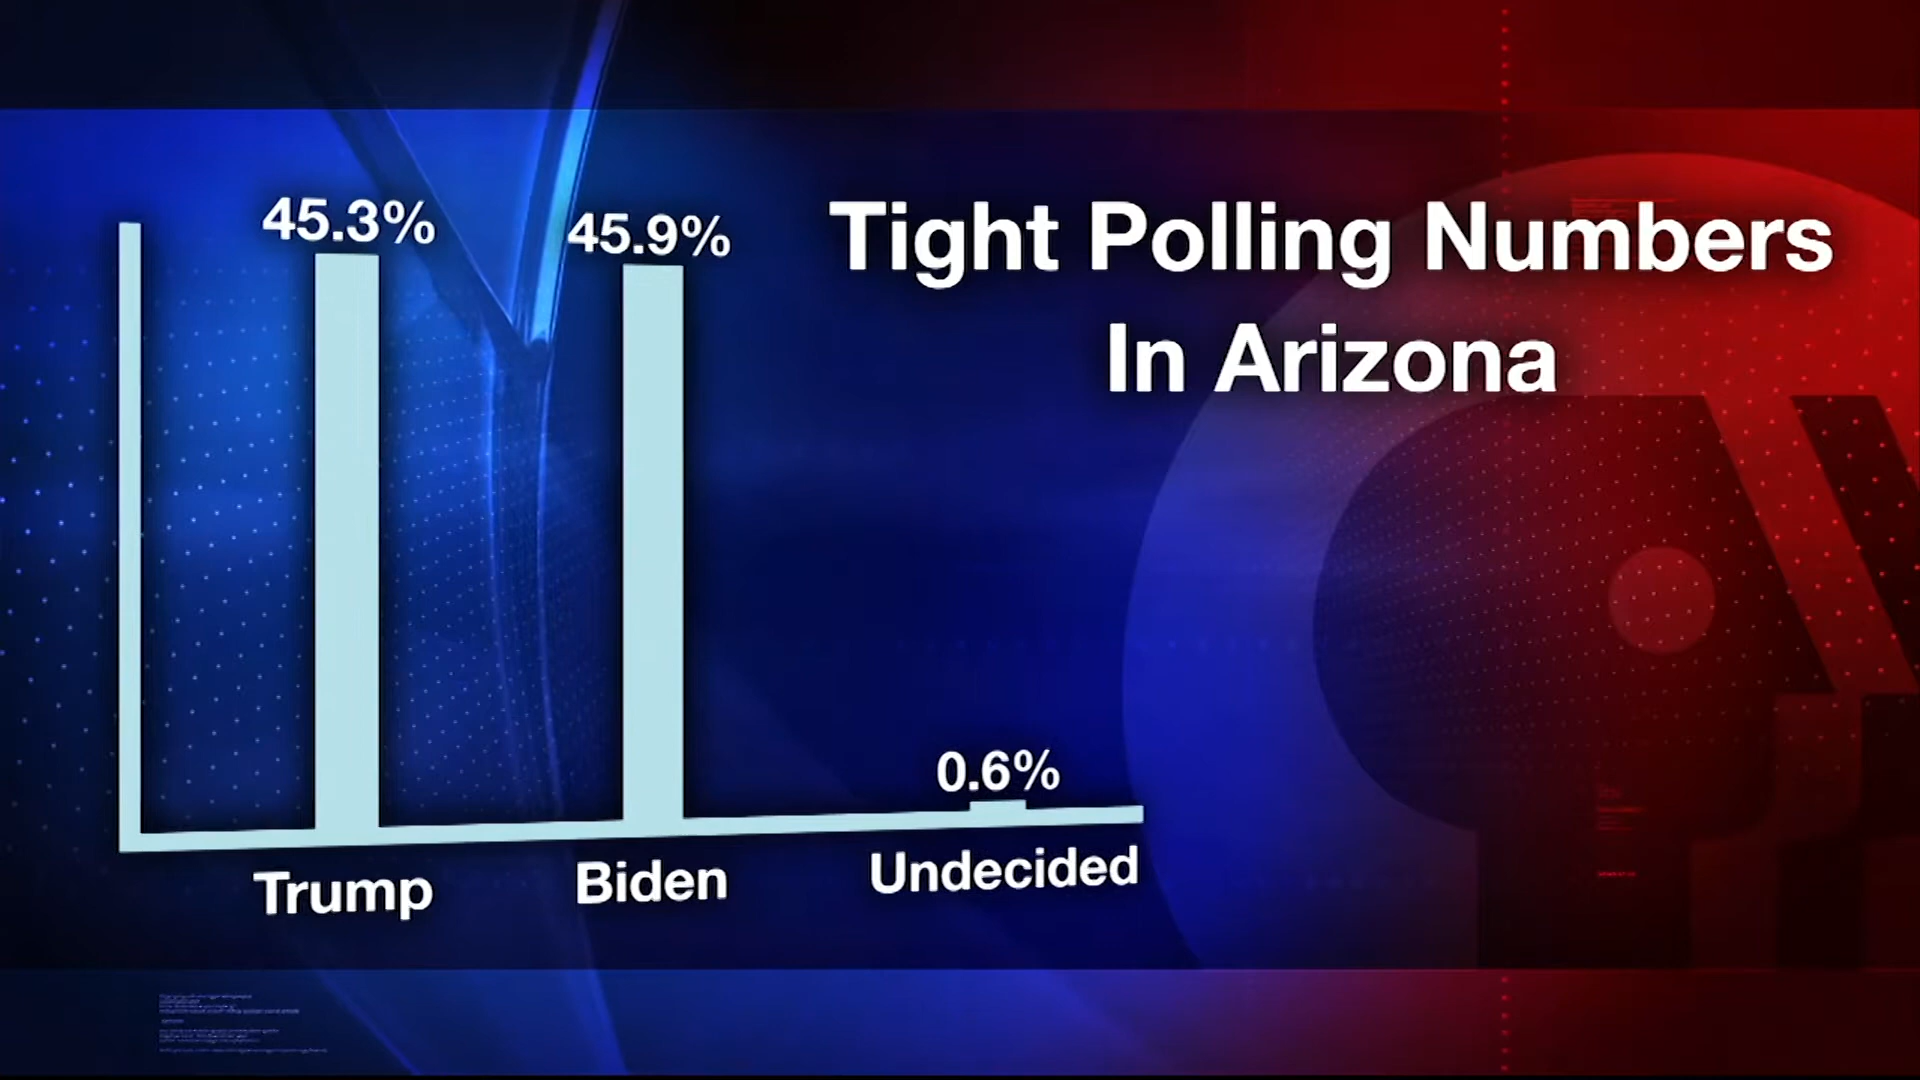 Tight Polling Numbers
In Arizona
45.3%
45.9%
0.6%
Trump
Biden
Undecided